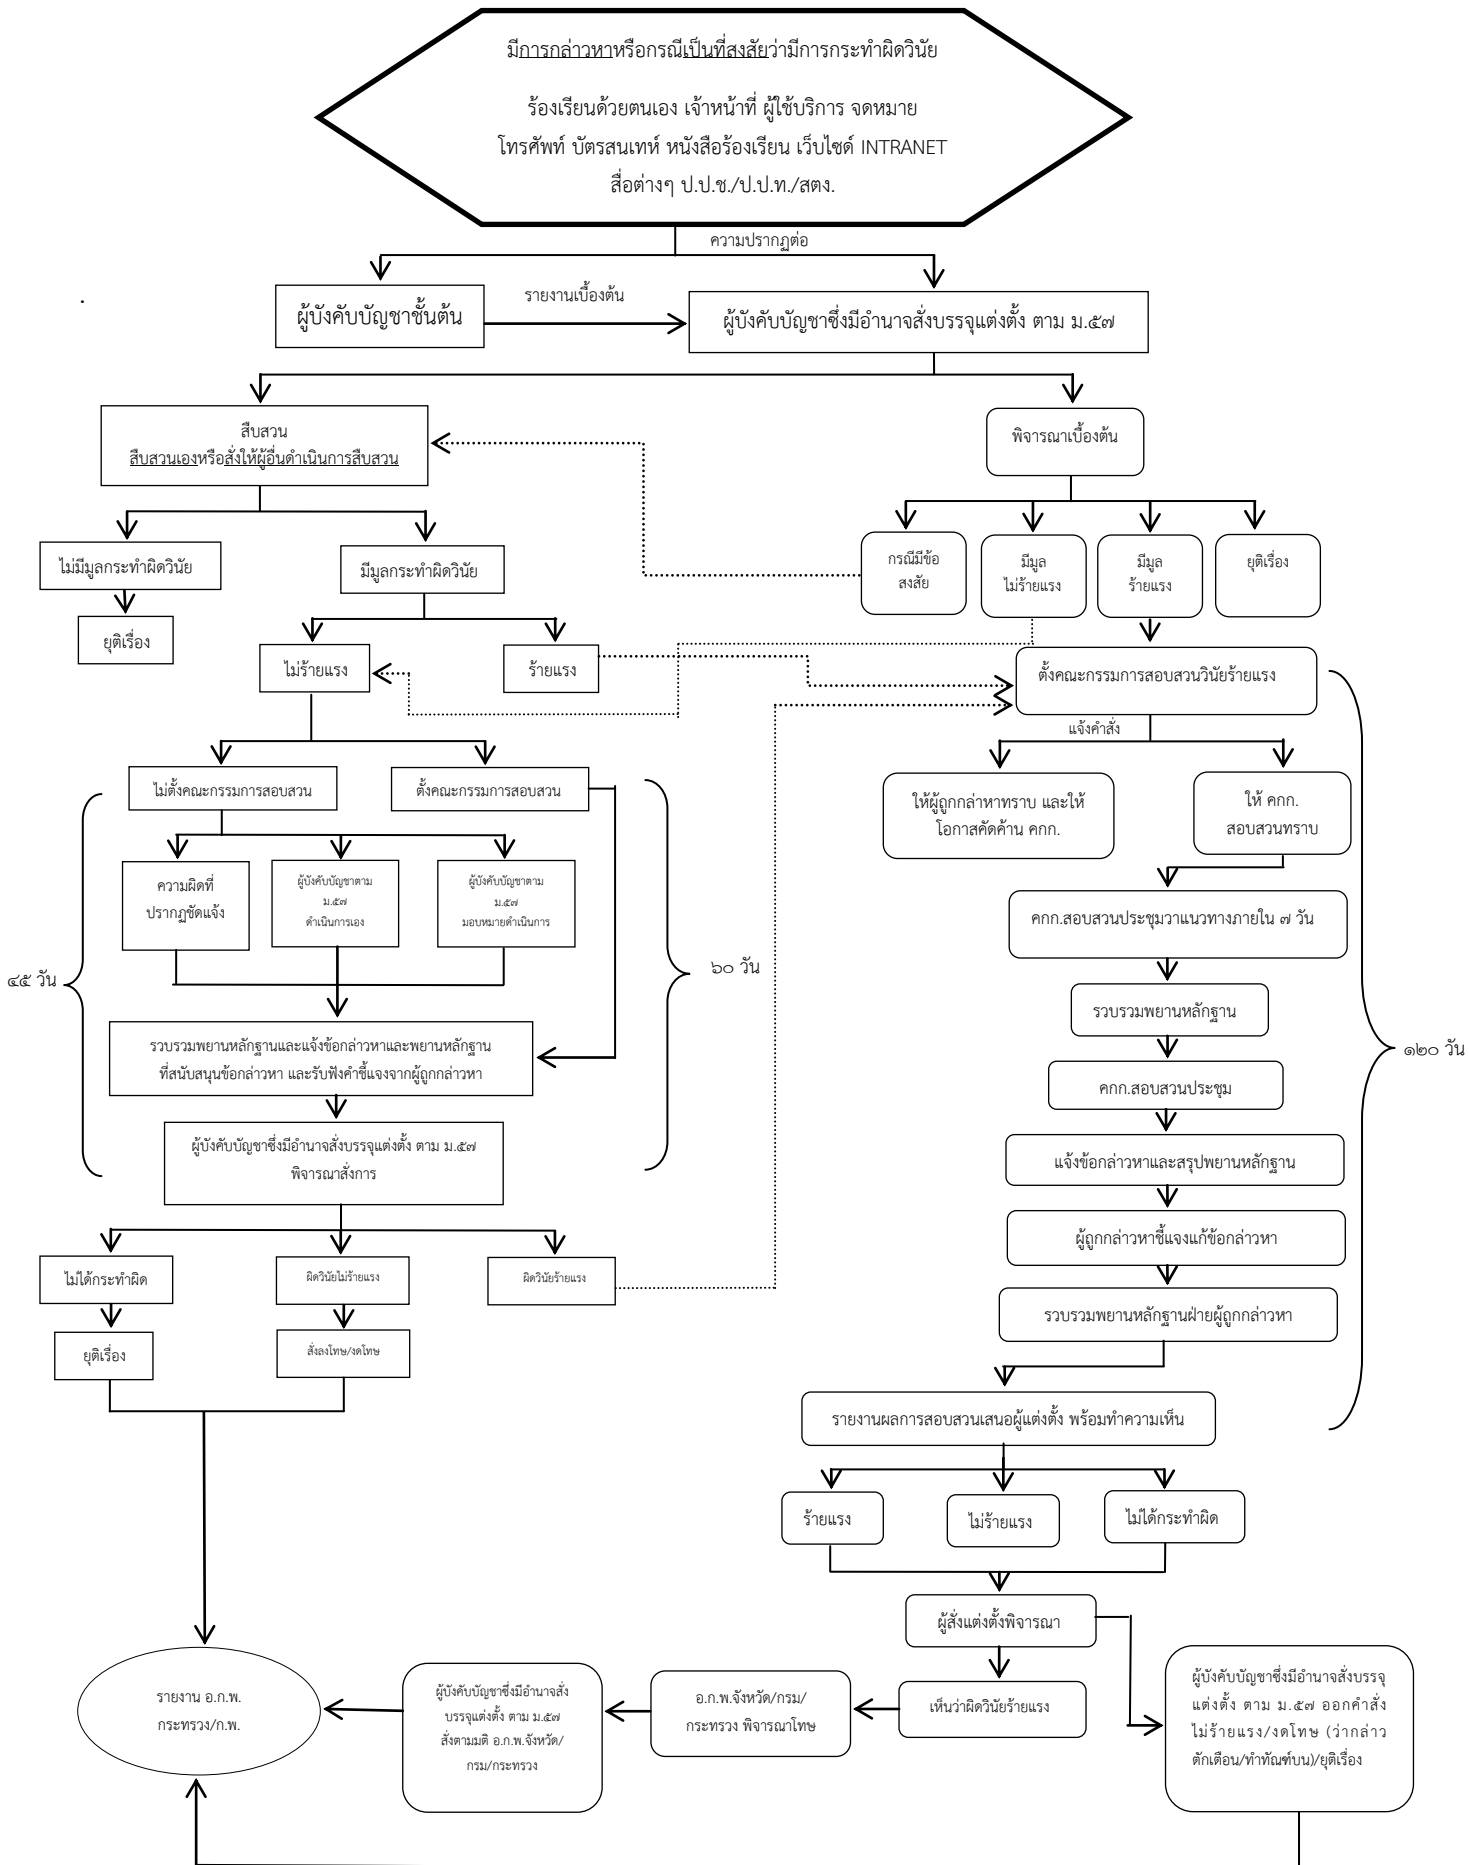 มีการกล่าวหาหรือกรณีเป็นที่สงสัยว่ามีการกระทำผิดวินัย
ร้องเรียนด้วยตนเอง เจ้าหน้าที่ ผู้ใช้บริการ จดหมาย
โทรศัพท์ บัตรสนเทห์ หนังสือร้องเรียน เว็บไซด์ INTRANET
สื่อต่างๆ ป.ป.ช./ป.ป.ท./สตง.
ความปรากฏต่อ
ผู้บังคับบัญชาชั้นต้น
รายงานเบื้องต้น
ผู้บังคับบัญชาซึ่งมีอำนาจสั่งบรรจุแต่งตั้ง ตาม ม.๕๗
สืบสวน
สืบสวนเองหรือสั่งให้ผู้อื่นดำเนินการสืบสวน
พิจารณาเบื้องต้น
ไม่มีมูลกระทำผิดวินัย
มีมูลกระทำผิดวินัย
กรณีมีข้อ
สงสัย
มีมูล
ไม่ร้ายแรง
มีมูล
ร้ายแรง
ยุติเรื่อง
ยุติเรื่อง
ไม่ร้ายแรง
ร้ายแรง
ตั้งคณะกรรมการสอบสวนวินัยร้ายแรง
แจ้งคำสั่ง
ไม่ตั้งคณะกรรมการสอบสวน
ตั้งคณะกรรมการสอบสวน
ให้ผู้ถูกกล่าหาทราบ และให้
โอกาสคัดค้าน คกก.
ให้ คกก.
สอบสวนทราบ
ความผิดที่
ปรากฏชัดแจ้ง
ผู้บังคับบัญชาตาม
ม.๕๗
ดำเนินการเอง
ผู้บังคับบัญชาตาม
ม.๕๗
มอบหมายดำเนินการ
คกก.สอบสวนประชุมวาแนวทางภายใน ๗ วัน
๔๕ วัน
๖๐ วัน
รวบรวมพยานหลักฐาน
รวบรวมพยานหลักฐานและแจ้งข้อกล่าวหาและพยานหลักฐาน
ที่สนับสนุนข้อกล่าวหา และรับฟังคำชี้แจงจากผู้ถูกกล่าวหา
๑๒๐ วัน
คกก.สอบสวนประชุม
ผู้บังคับบัญชาซึ่งมีอำนาจสั่งบรรจุแต่งตั้ง ตาม ม.๕๗
พิจารณาสั่งการ
แจ้งข้อกล่าวหาและสรุปพยานหลักฐาน
ผู้ถูกกล่าวหาชี้แจงแก้ข้อกล่าวหา
ไม่ได้กระทำผิด
ผิดวินัยไม่ร้ายแรง
ผิดวินัยร้ายแรง
รวบรวมพยานหลักฐานฝ่ายผู้ถูกกล่าวหา
ยุติเรื่อง
สั่งลงโทษ/งดโทษ
รายงานผลการสอบสวนเสนอผู้แต่งตั้ง พร้อมทำความเห็น
ร้ายแรง
ไม่ร้ายแรง
ไม่ได้กระทำผิด
ผู้สั่งแต่งตั้งพิจารณา
รายงาน อ.ก.พ.
กระทรวง/ก.พ.
ผู้บังคับบัญชาซึ่งมีอำนาจสั่ง
บรรจุแต่งตั้ง ตาม ม.๕๗
สั่งตามมติ อ.ก.พ.จังหวัด/
กรม/กระทรวง
อ.ก.พ.จังหวัด/กรม/
กระทรวง พิจารณาโทษ
เห็นว่าผิดวินัยร้ายแรง
ผู้บังคับบัญชาซึ่งมีอำนาจสั่งบรรจุ
แต่งตั้ง ตาม ม.๕๗ ออกคำสั่ง
ไม่ร้ายแรง/งดโทษ (ว่ากล่าว
ตักเตือน/ทำทัณฑ์บน)/ยุติเรื่อง